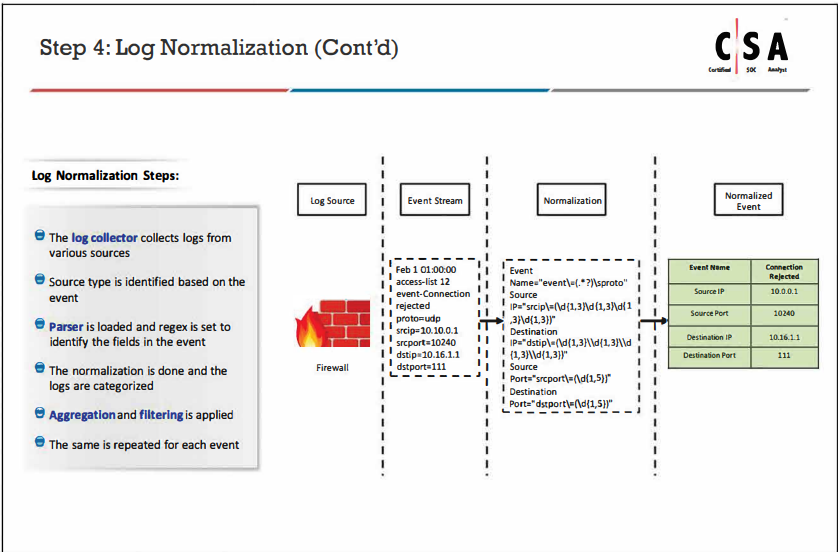 Step 4: Log Normalization (Cont’d)
CSA
Certified SOC Analyst
Log Normalization Steps:
The log collector collects logs from
various sources
Source type is identified based on the
event
Parser is loaded and regex is set to
identify the fields in the event
The normalization is done and the
logs are categorized
Aggregation and filtering is applied
The same is repeated for each event
Log Source
Firewall
Event Stream
Feb 1 01:00:00
access-list 12
event-Connection
rejected
proto=udp
srcip=10.10.0.1
srcport=10240
dstip=10.16.1.1
dstport=111
Normalization
Event
Name="event\=(.*?)\sproto"
Source
IP="srcip\=(\d{1,3}\d{1,3}\d{1
,3}\d{1,3})"
Destination
IP="dstip\=(\d{1,3}\\d{1,3}\\d
{1,3}\\d{1,3})"
Source
Port="srcport\=(\d{1,5})"
Destination
Port="dstport\=(\d{1,5})"
Normalized
Event
Event Name Connection
Rejected
Source IP 10.0.0.1
Source Port 10240
Destination IP 10.16.1.1
Destination Port 111